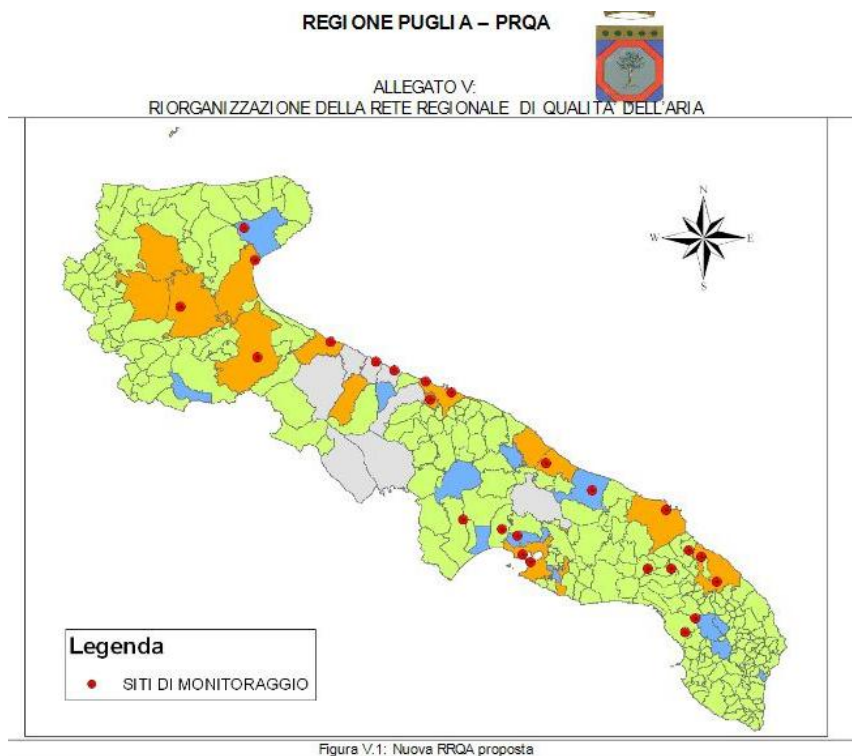 REGIONE PUGLIA – PRQA
ALLEGATO V:
RIORGANIZZAZIONE DELLA RETE REGIONALE DI QUALITA' DELL'ARIA
N
W E
S
Legenda
SITI DI MONITORAGGIO
Figura V.1: Nuova RRQA proposta